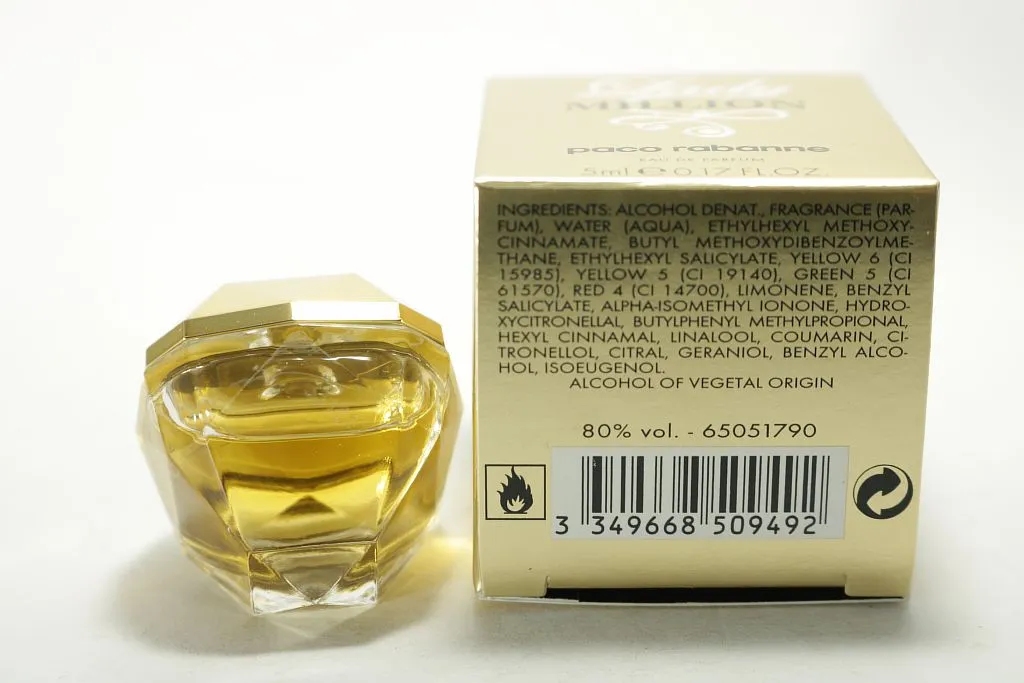 Lady
MILLION
paco rabanne
EAU DE PARFUM
5ml e 0.17 FL.OZ.
INGREDIENTS: ALCOHOL DENAT., FRAGRANCE (PAR-
FUM), WATER (AQUA), ETHYLHEXYL METHOXY-
CINNAMATE, BUTYL METHOXYDIBENZOYLME-
THANE, ETHYLHEXYL SALICYLATE, YELLOW 6 (CI
15985), YELLOW 5 (CI 19140), GREEN 5 (CI
61570), RED 4 (CI 14700), LIMONENE, BENZYL
SALICYLATE, ALPHA-ISOMETHYL IONONE, HYDRO-
XYCITRONELLAL, BUTYLPHENYL METHYLPROPIONAL,
HEXYL CINNAMAL, LINALOOL, COUMARIN, CI-
TRONELLOL, CITRAL, GERANIOL, BENZYL ALCO-
HOL, ISOEUGENOL.
ALCOHOL OF VEGETAL ORIGIN
80% vol. - 65051790
3 349668 509492